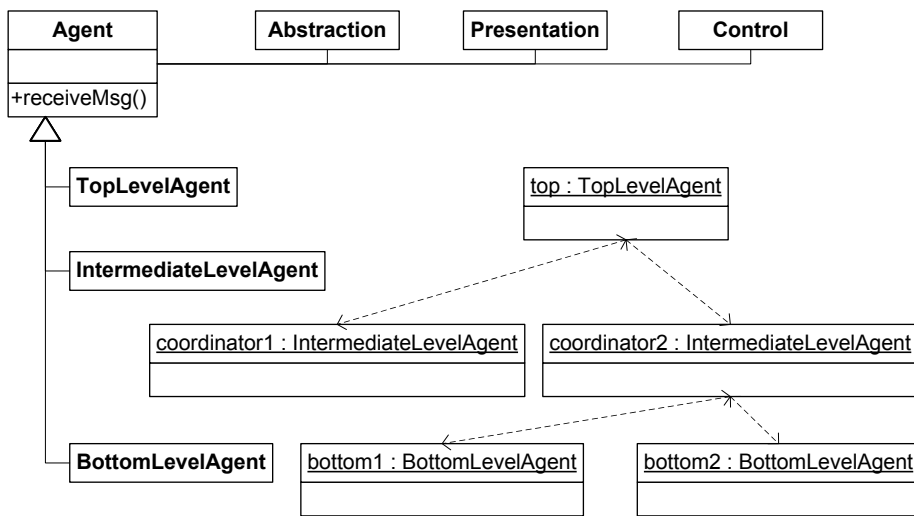 Agent
Abstraction
Presentation
Control
+receiveMsg()
TopLevelAgent
top : TopLevelAgent
IntermediateLevelAgent
coordinator1 : IntermediateLevelAgent
coordinator2 : IntermediateLevelAgent
BottomLevelAgent
bottom1 : BottomLevelAgent
bottom2 : BottomLevelAgent